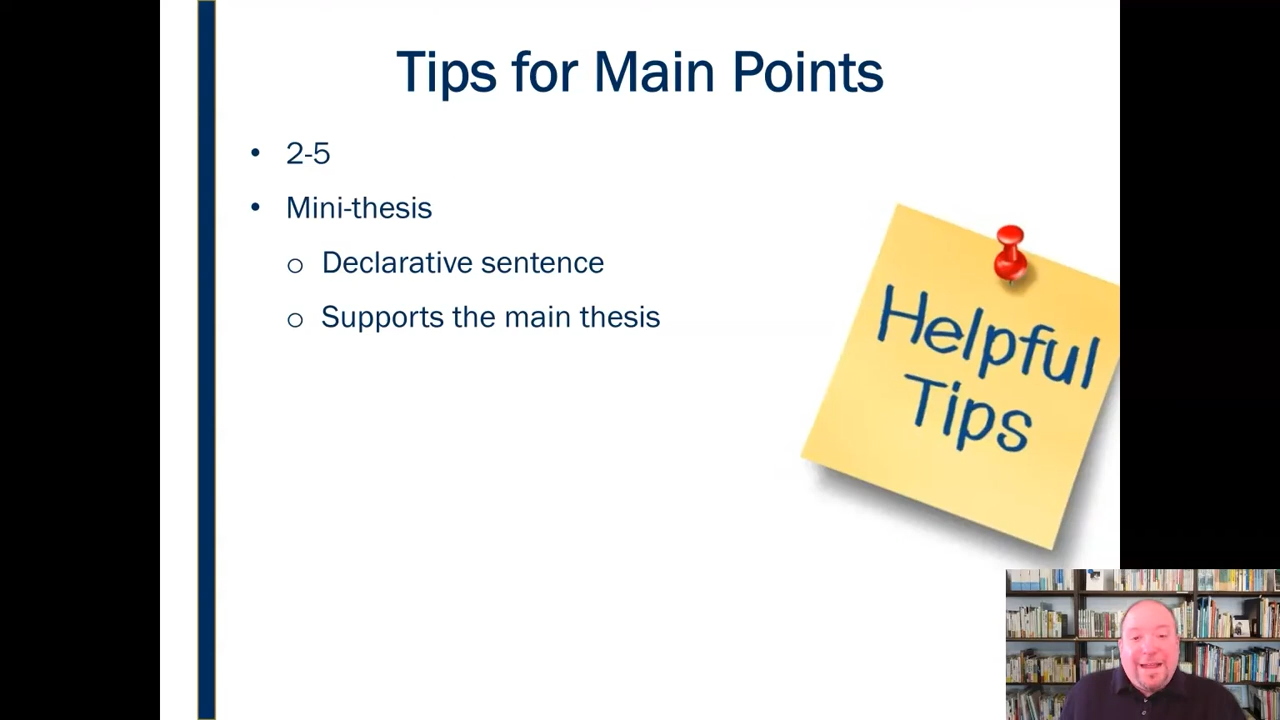 Tips for Main Points
• 2-5
• Mini-thesis
o Declarative sentence
o Supports the main thesis
Helpful
Tips